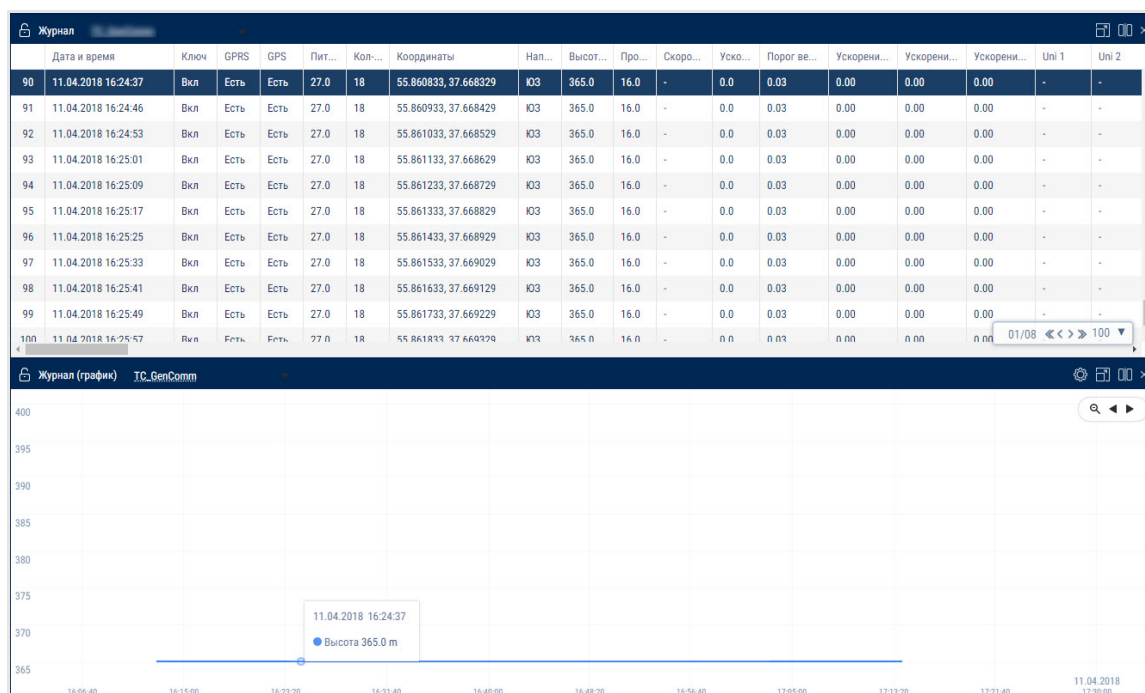 Журнал
Дата и время Ключ GPRS GPS Пит... Кол-... Координаты Нап... Высот... Про... Скоро... Уско... Порог ве... Ускорени... Ускорени... Ускорени... Uni 1 Uni 2
90 11.04.2018 16:24:37 Вкл Есть Есть 27.0 18 55.860833, 37.668329 ЮЗ 365.0 16.0 - 0.0 0.03 0.00 0.00 0.00 - -
91 11.04.2018 16:24:46 Вкл Есть Есть 27.0 18 55.860933, 37.668429 ЮЗ 365.0 16.0 - 0.0 0.03 0.00 0.00 0.00 - -
92 11.04.2018 16:24:53 Вкл Есть Есть 27.0 18 55.861033, 37.668529 ЮЗ 365.0 16.0 - 0.0 0.03 0.00 0.00 0.00 - -
93 11.04.2018 16:25:01 Вкл Есть Есть 27.0 18 55.861133, 37.668629 ЮЗ 365.0 16.0 - 0.0 0.03 0.00 0.00 0.00 - -
94 11.04.2018 16:25:09 Вкл Есть Есть 27.0 18 55.861233, 37.668729 ЮЗ 365.0 16.0 - 0.0 0.03 0.00 0.00 0.00 - -
95 11.04.2018 16:25:17 Вкл Есть Есть 27.0 18 55.861333, 37.668829 ЮЗ 365.0 16.0 - 0.0 0.03 0.00 0.00 0.00 - -
96 11.04.2018 16:25:25 Вкл Есть Есть 27.0 18 55.861433, 37.668929 ЮЗ 365.0 16.0 - 0.0 0.03 0.00 0.00 0.00 - -
97 11.04.2018 16:25:33 Вкл Есть Есть 27.0 18 55.861533, 37.669029 ЮЗ 365.0 16.0 - 0.0 0.03 0.00 0.00 0.00 - -
98 11.04.2018 16:25:41 Вкл Есть Есть 27.0 18 55.861633, 37.669129 ЮЗ 365.0 16.0 - 0.0 0.03 0.00 0.00 0.00 - -
99 11.04.2018 16:25:49 Вкл Есть Есть 27.0 18 55.861733, 37.669229 ЮЗ 365.0 16.0 - 0.0 0.03 0.00 0.00 0.00 - -
100 11.04.2018 16:25:57 Вкл Есть Есть 27.0 18 55.861833, 37.669329 ЮЗ 365.0 16.0 - 0.0 0.03 0.00 0.00 0.00
01/08 100
Журнал (график) TC_GenComm
400
395
390
385
380
375
370
365
11.04.2018 16:24:37
Высота 365.0 m
11.04.2018
16:06:40 16:15:00 16:23:20 16:31:40 16:40:00 16:48:20 16:56:40 17:05:00 17:13:20 17:21:40 17:30:00